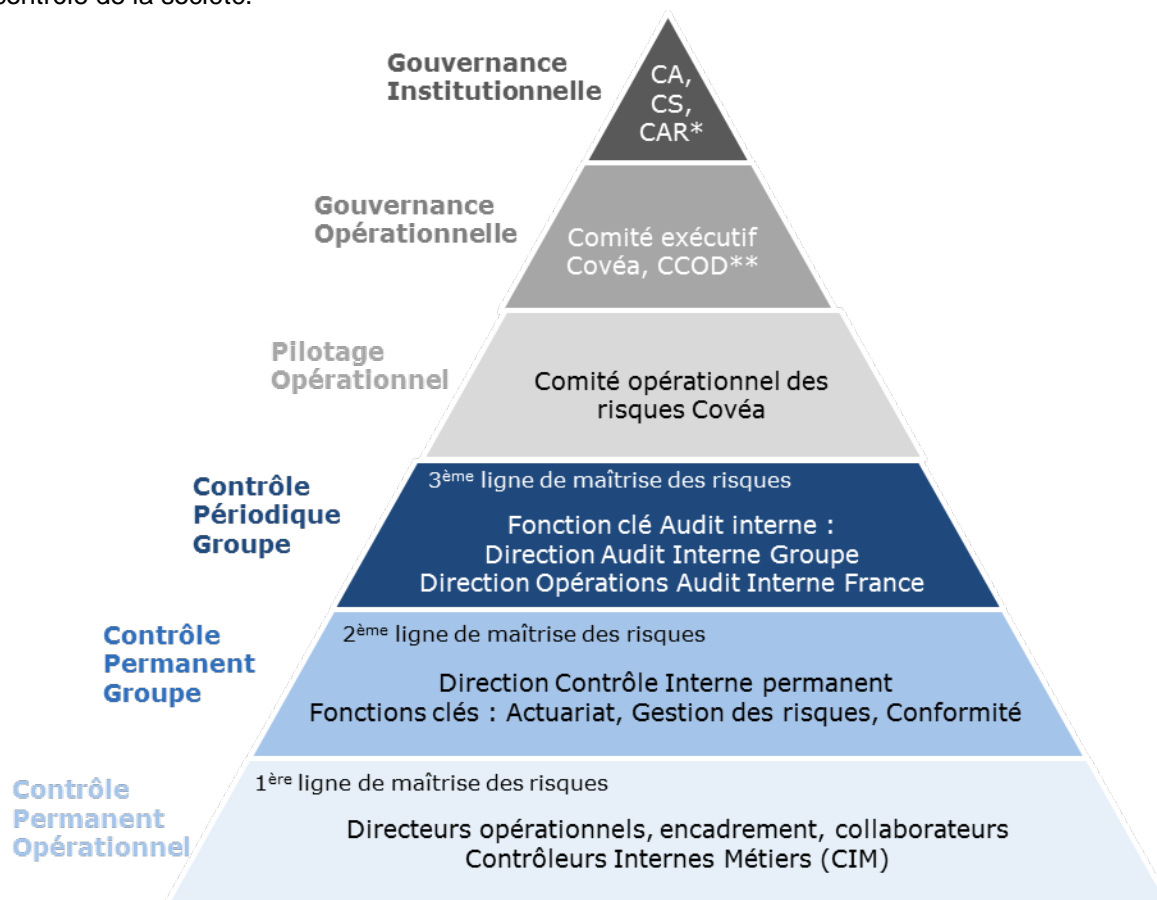 contrôle de la société.
Gouvernance
Institutionnelle
CA,
CS,
CAR*
Gouvernance
Opérationnelle
Comité exécutif
Covéa, CCOD**
Pilotage
Opérationnel
Comité opérationnel des
risques Covéa
Contrôle
Périodique
Groupe
3ème ligne de maîtrise des risques
Fonction clé Audit interne :
Direction Audit Interne Groupe
Direction Opérations Audit Interne France
Contrôle
Permanent
Groupe
2ème ligne de maîtrise des risques
Direction Contrôle Interne permanent
Fonctions clés : Actuariat, Gestion des risques, Conformité
Contrôle
Permanent
Opérationnel
1ère ligne de maîtrise des risques
Directeurs opérationnels, encadrement, collaborateurs
Contrôleurs Internes Métiers (CIM)